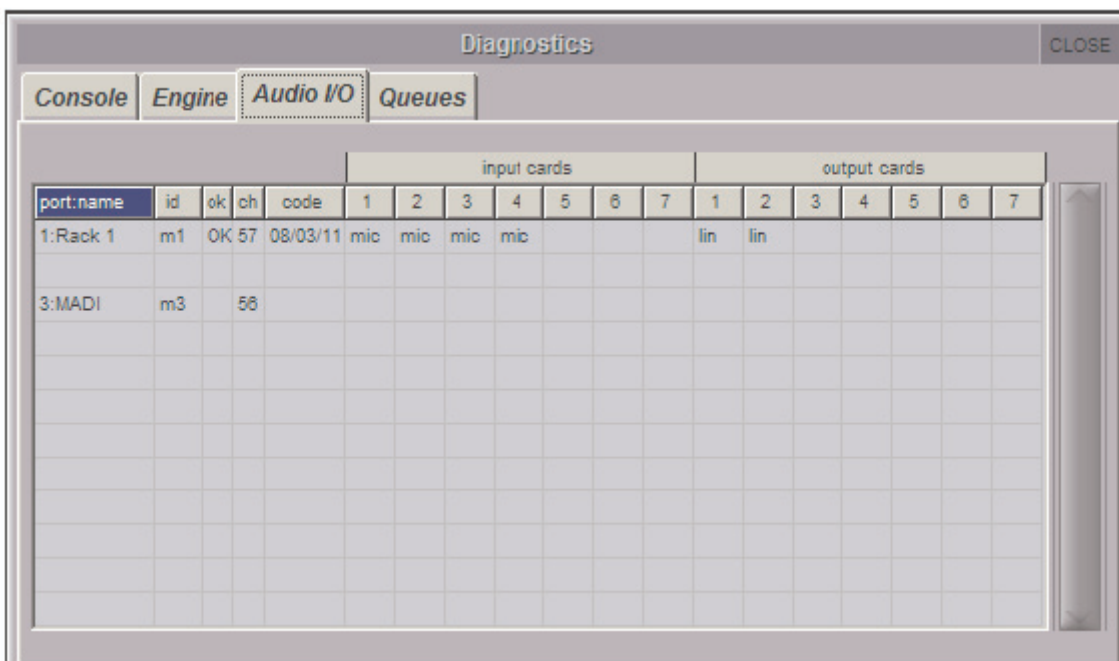 Diagnostics CLOSE
Console Engine Audio I/O Queues
input cards output cards
port:name id ok ch code 1 2 3 4 5 6 7 1 2 3 4 5 6 7
1:Rack 1 m1 OK 57 08/03/11 mic mic mic mic lin lin
3:MADI m3 56